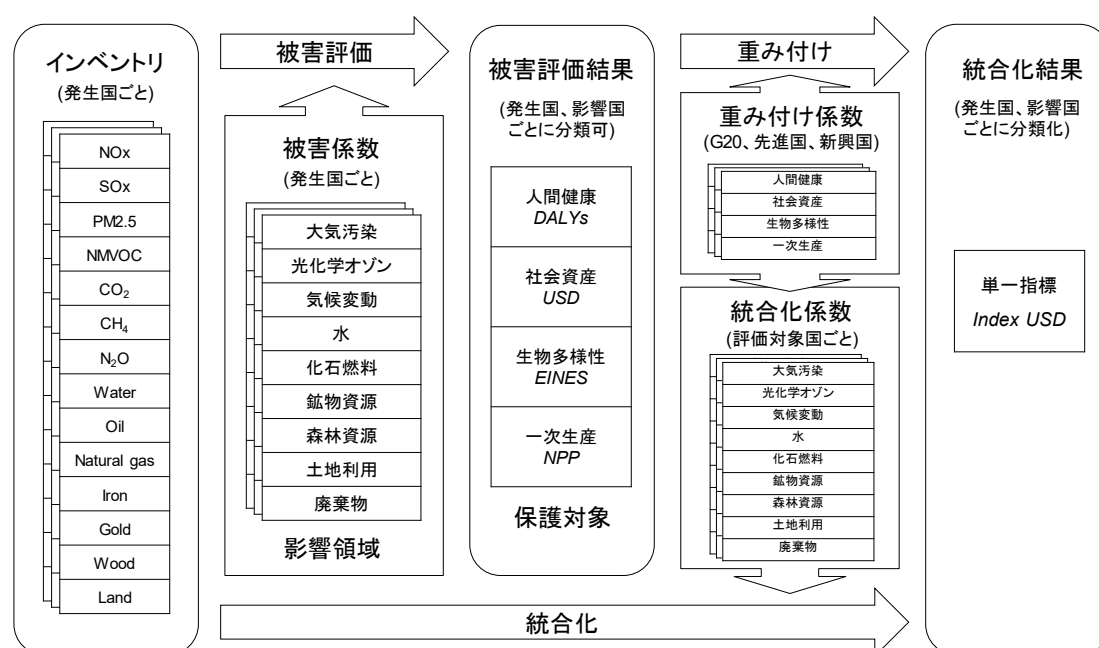 インベントリ
(発生国ごと)
NOx
SOx
PM2.5
NMVOC
CO₂
CH₄
N₂O
Water
Oil
Natural gas
Iron
Gold
Wood
Land
被害評価
被害係数
(発生国ごと)
大気汚染
光化学オゾン
気候変動
水
化石燃料
鉱物資源
森林資源
土地利用
廃棄物
影響領域
被害評価結果
(発生国、影響国
ごとに分類可)
人間健康
DALYs
社会資産
USD
生物多様性
EINES
一次生産
NPP
保護対象
重み付け
重み付け係数
(G20、先進国、新興国)
人間健康
社会資産
生物多様性
一次生産
統合化係数
(評価対象国ごと)
大気汚染
光化学オゾン
気候変動
水
化石燃料
鉱物資源
森林資源
土地利用
廃棄物
統合化
統合化結果
(発生国、影響国
ごとに分類化)
単一指標
Index USD